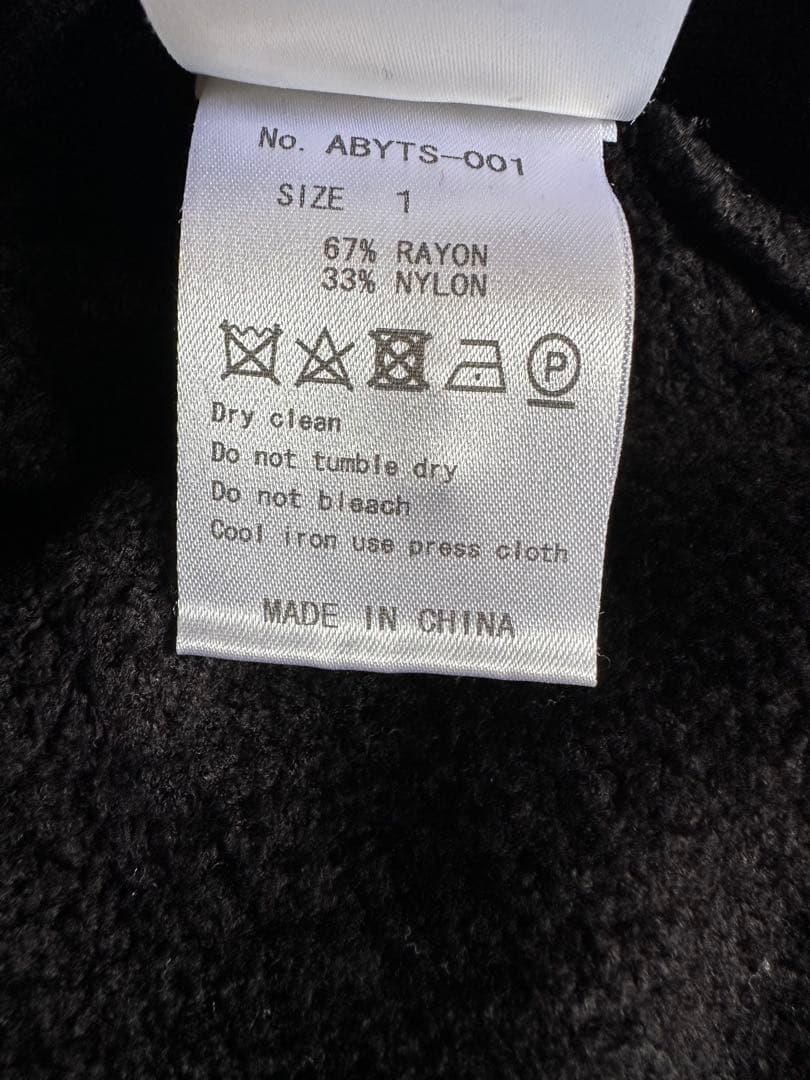 No. ABYTS-001
SIZE 1
67% RAYON
33% NYLON
P
Dry clean
Do not tumble dry
Do not bleach
Cool iron use press cloth
MADE IN CHINA